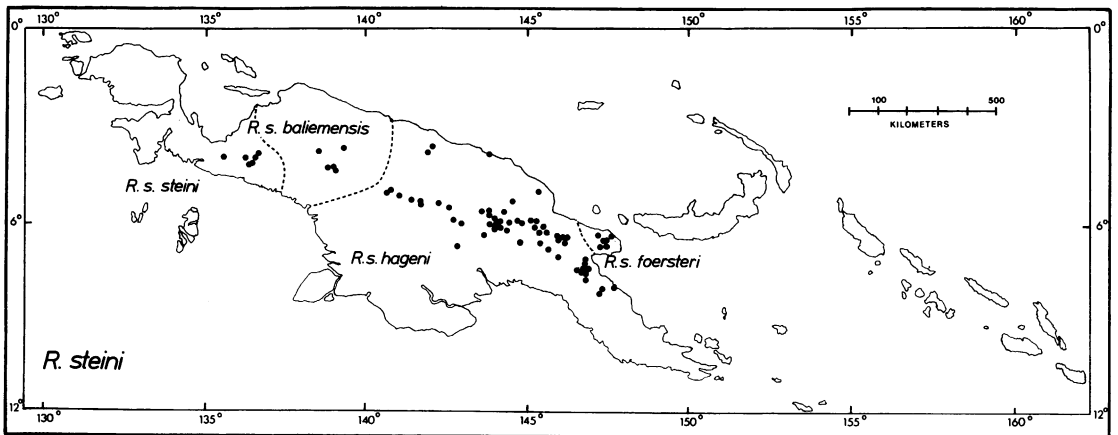 130° 135° 140° 145° 150° 155° 160°
0° 0°
R. s. baliemensis
100 500
KILOMETERS
R. s. steini
6° 6°
R. s. hageni
R. s. foersteri
R. steini
12° 12°
130° 135° 140° 145° 150° 155° 160°